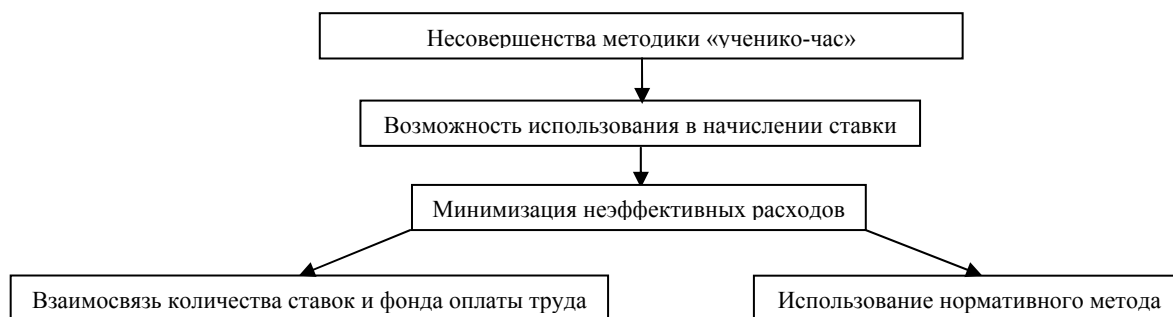 Несовершенства методики «ученико-час»
Возможность использования в начислении ставки
Минимизация неэффективных расходов
Взаимосвязь количества ставок и фонда оплаты труда
Использование нормативного метода